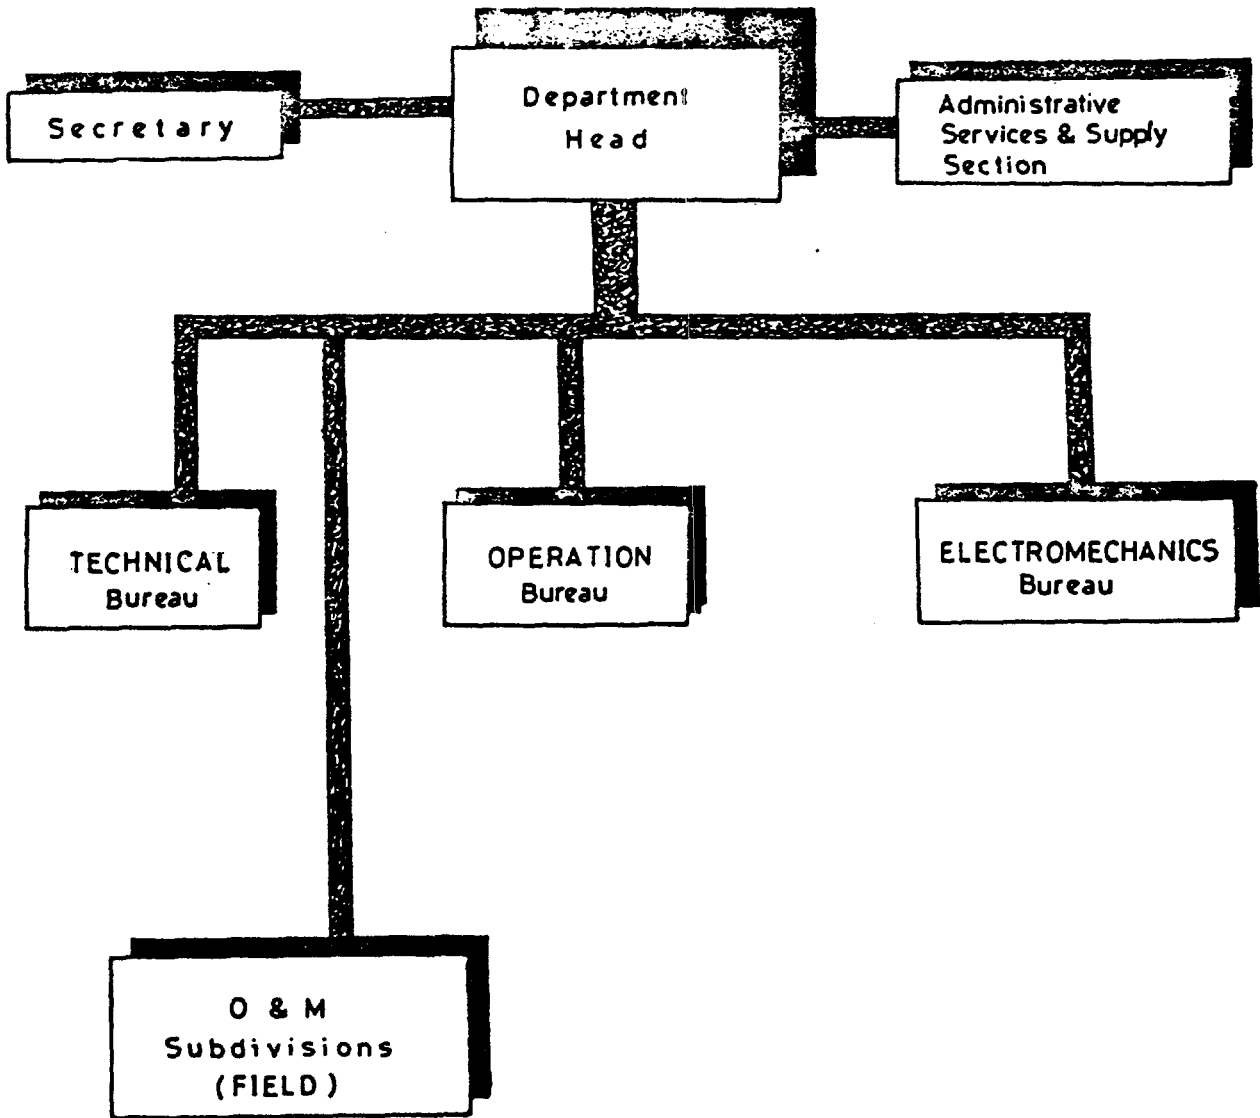 Secretary
Department
Head
Administrative
Services & Supply
Section
TECHNICAL
Bureau
OPERATION
Bureau
ELECTROMECHANICS
Bureau
O & M
Subdivisions
(FIELD)